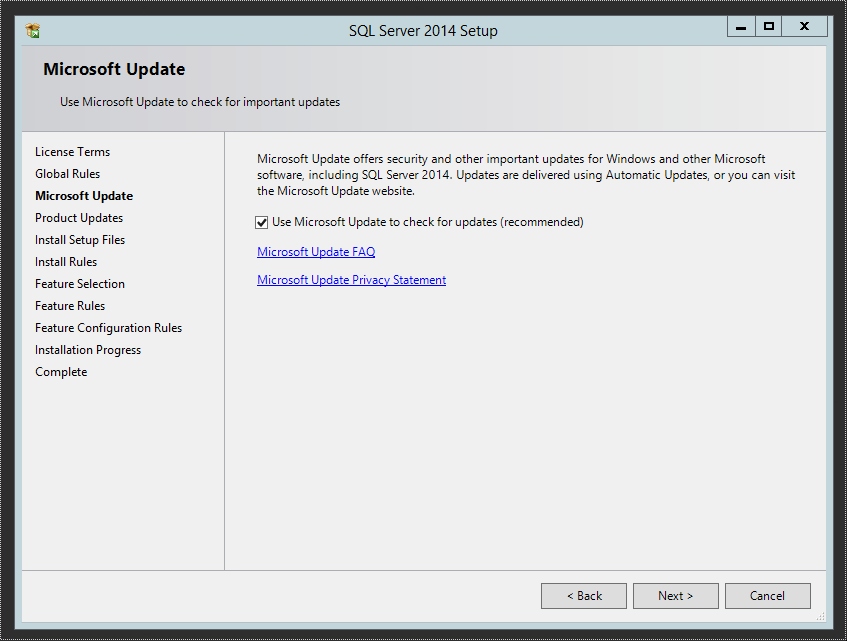 SQL Server 2014 Setup
Microsoft Update
Use Microsoft Update to check for important updates
License Terms
Global Rules
Microsoft Update
Product Updates
Install Setup Files
Install Rules
Feature Selection
Feature Rules
Feature Configuration Rules
Installation Progress
Complete
Microsoft Update offers security and other important updates for Windows and other Microsoft
software, including SQL Server 2014. Updates are delivered using Automatic Updates, or you can visit
the Microsoft Update website.
Use Microsoft Update to check for updates (recommended)
Microsoft Update FAQ
Microsoft Update Privacy Statement
< Back
Next >
Cancel